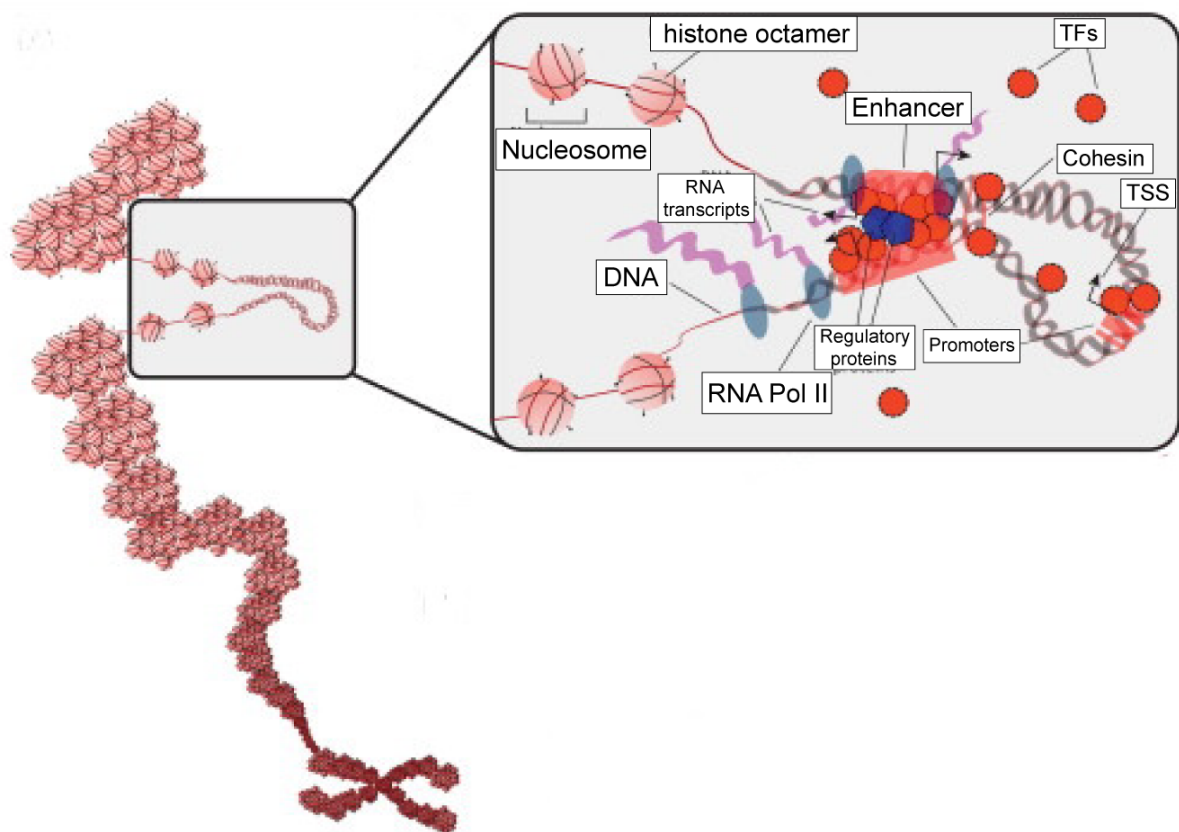 histone octamer
TFs
Enhancer
Nucleosome
Cohesin
RNA
transcripts
TSS
DNA
Regulatory
proteins
Promoters
RNA Pol II